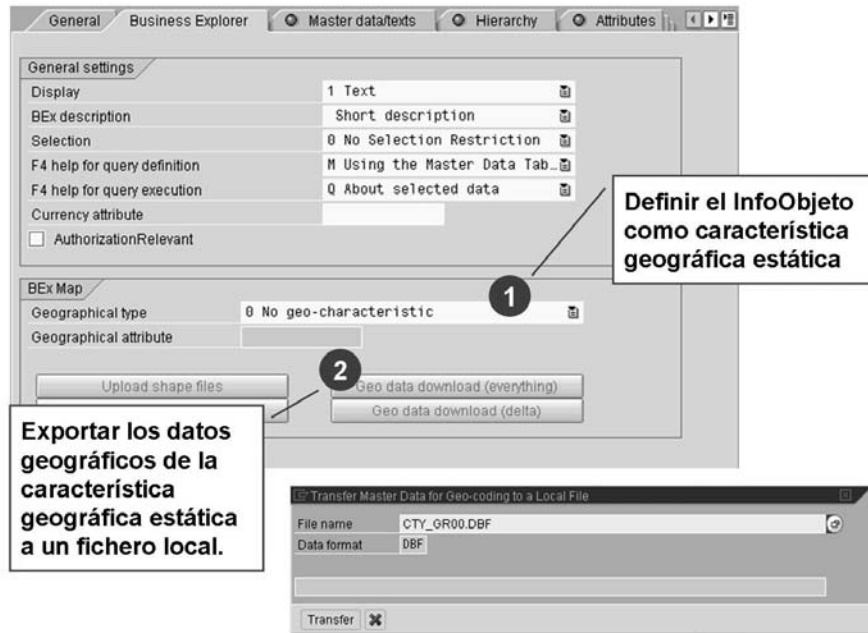 General
Business Explorer
Master data/texts
Hierarchy
Attributes
General settings
Display
1 Text
BEx description
Short description
Selection
0 No Selection Restriction
F4 help for query definition
M Using the Master Data Tab…
F4 help for query execution
Q About selected data
Currency attribute
AuthorizationRelevant
Definir el InfoObjeto
como característica
geográfica estática
BEx Map
1
Geographical type
0 No geo-characteristic
Geographical attribute
2
Upload shape files
Geo data download (everything)
Geo data download (delta)
Exportar los datos
geográficos de la
característica
geográfica estática
a un fichero local.
Transfer Master Data for Geo-coding to a Local File
File name
CTY_GR00.DBF
Data format
DBF
Transfer